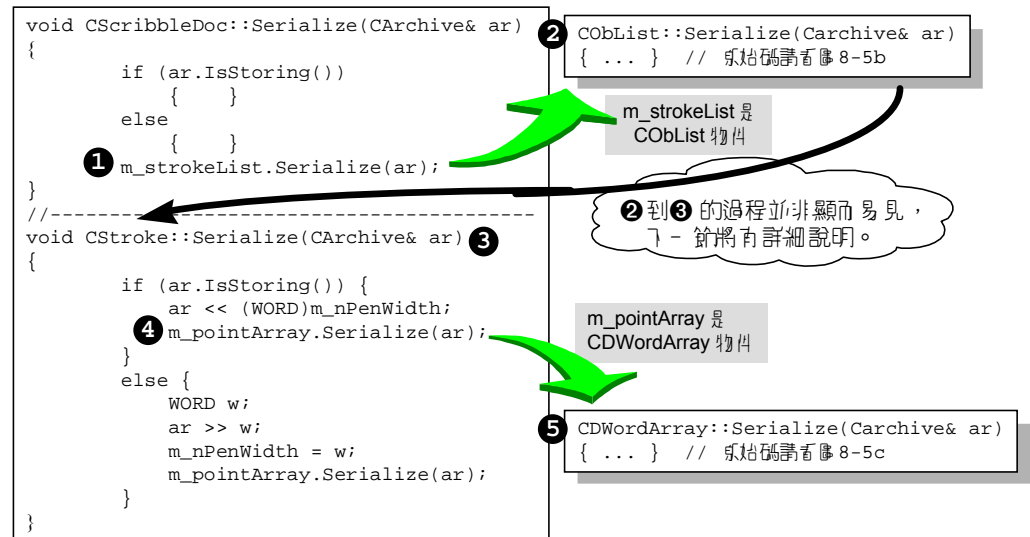 void CScribbleDoc::Serialize(CArchive& ar)
{
if (ar.IsStoring())
{ }
else
{ }
❶ m_strokeList.Serialize(ar);
}
//-----------------------------------------
void CStroke::Serialize(CArchive& ar) ❸
{
if (ar.IsStoring()) {
ar << (WORD)m_nPenWidth;
❹ m_pointArray.Serialize(ar);
}
else {
WORD w;
ar >> w;
m_nPenWidth = w;
m_pointArray.Serialize(ar);
}
}
❷ CObList::Serialize(Carchive& ar)
{ ... } // 原始碼請看圖8-5b
m_strokeList 是
CObList 物件
❷到❸ 的過程並非顯而易見，
下一節將有詳細說明。
m_pointArray 是
CDWordArray 物件
❺ CDWordArray::Serialize(Carchive& ar)
{ ... } // 原始碼請看圖8-5c